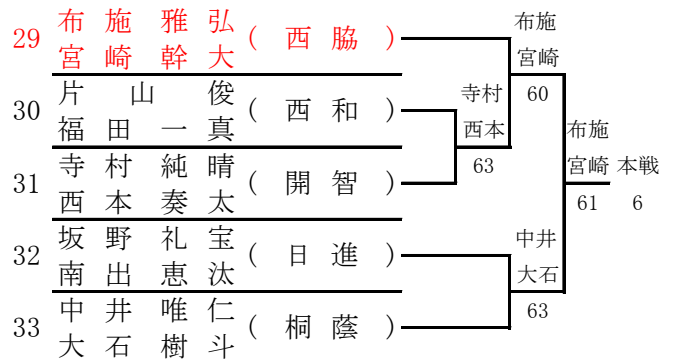 29 布施雅弘 ( 西脇 )
宮崎幹大
30 片山俊 ( 西和 )
福田一真
31 寺村純晴 ( 開智 )
西本奏太
32 坂野礼宝 ( 日進 )
南出恵汰
33 中井唯仁 ( 桐蔭 )
大石樹斗
寺村
西本
63
布施
宮崎
60
中井
大石
63
布施
宮崎
61
本戦
6